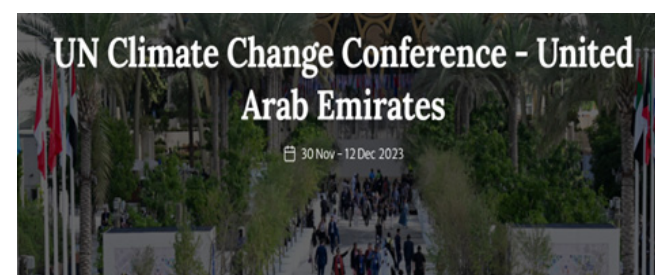 UN Climate Change Conference - United
Arab Emirates
30 Nov - 12 Dec 2023